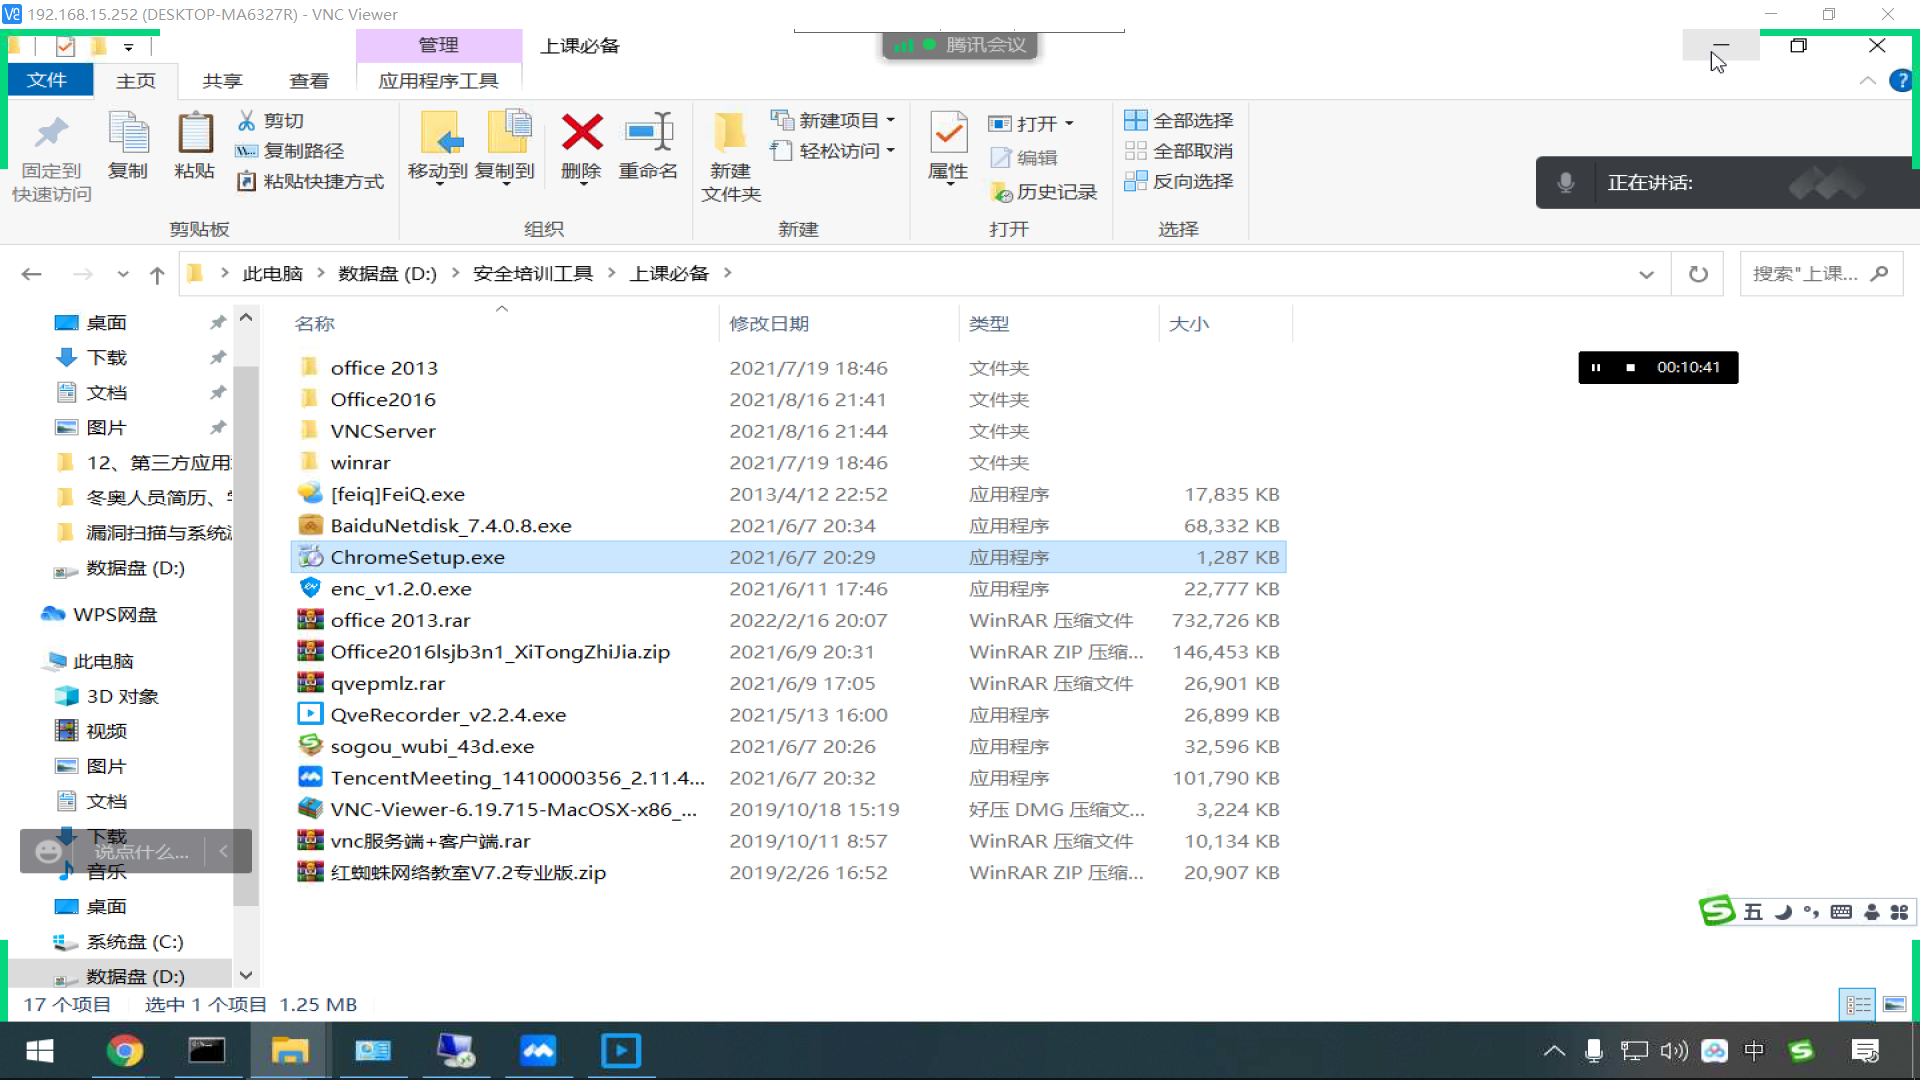 192.168.15.252 (DESKTOP-MA6327R) - VNC Viewer
管理
上课必备
腾讯会议
文件
主页
共享
查看
应用程序工具
固定到
快速访问
复制
粘贴
剪切
复制路径
粘贴快捷方式
剪贴板
移动到
复制到
删除
重命名
组织
新建
文件夹
新建项目
轻松访问
新建
属性
打开
编辑
历史记录
打开
全部选择
全部取消
反向选择
选择
正在讲话:
此电脑
数据盘 (D:)
安全培训工具
上课必备
搜索"上课...
名称
修改日期
类型
大小
00:10:41
桌面
下载
文档
图片
12、第三方应用
冬奥人员简历、
漏洞扫描与系统
数据盘 (D:)
WPS网盘
此电脑
3D 对象
视频
图片
文档
下载
说点什么...
音乐
桌面
系统盘 (C:)
数据盘 (D:)
office 2013 2021/7/19 18:46 文件夹
Office2016 2021/8/16 21:41 文件夹
VNCServer 2021/8/16 21:44 文件夹
winrar 2021/7/19 18:46 文件夹
[feiq]FeiQ.exe 2013/4/12 22:52 应用程序 17,835 KB
BaiduNetdisk_7.4.0.8.exe 2021/6/7 20:34 应用程序 68,332 KB
ChromeSetup.exe 2021/6/7 20:29 应用程序 1,287 KB
enc_v1.2.0.exe 2021/6/11 17:46 应用程序 22,777 KB
office 2013.rar 2022/2/16 20:07 WinRAR 压缩文件 732,726 KB
Office2016lsjb3n1_XiTongZhiJia.zip 2021/6/9 20:31 WinRAR ZIP 压缩... 146,453 KB
qvepmlz.rar 2021/6/9 17:05 WinRAR 压缩文件 26,901 KB
QveRecorder_v2.2.4.exe 2021/5/13 16:00 应用程序 26,899 KB
sogou_wubi_43d.exe 2021/6/7 20:26 应用程序 32,596 KB
TencentMeeting_1410000356_2.11.4... 2021/6/7 20:32 应用程序 101,790 KB
VNC-Viewer-6.19.715-MacOSX-x86_... 2019/10/18 15:19 好压 DMG 压缩文... 3,224 KB
vnc服务端+客户端.rar 2019/10/11 8:57 WinRAR 压缩文件 10,134 KB
红蜘蛛网络教室V7.2专业版.zip 2019/2/26 16:52 WinRAR ZIP 压缩... 20,907 KB
五
17 个项目
选中 1 个项目 1.25 MB
中